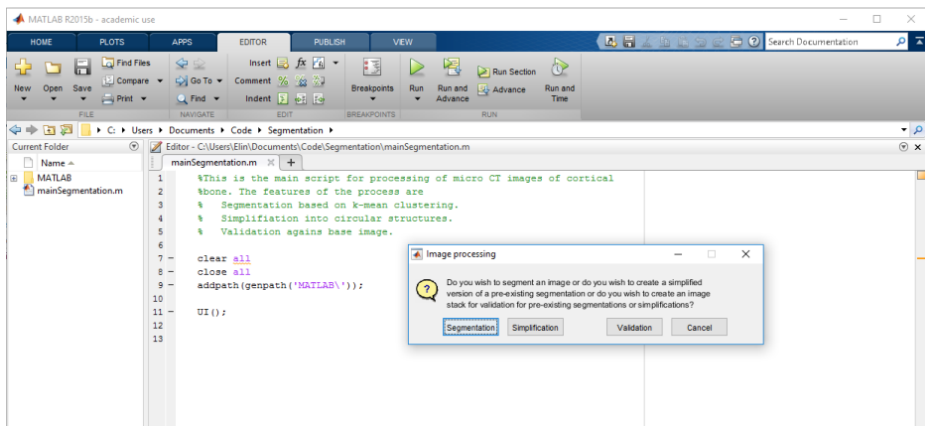 MATLAB R2015b - academic use
HOME PLOTS APPS EDITOR PUBLISH VIEW
Search Documentation
New Open Save
Find Files
Compare
Print
FILE
Go To
Find
NAVIGATE
Insert fx
Comment
Indent
EDIT
Breakpoints
BREAKPOINTS
Run
Run and Advance
Run Section
Advance
Run and Time
RUN
C: Users Documents Code Segmentation
Current Folder
Name
MATLAB
mainSegmentation.m
Editor - C:\Users\Elin\Documents\Code\Segmentation\mainSegmentation.m
mainSegmentation.m
1 %This is the main script for processing of micro CT images of cortical
2 %bone. The features of the process are
3 % Segmentation based on k-mean clustering.
4 % Simplifiation into circular structures.
5 % Validation agains base image.
6
7 - clear all
8 - close all
9 - addpath(genpath('MATLAB\'));
10
11 - UI();
12
13
Image processing
Do you wish to segment an image or do you wish to create a simplified
version of a pre-existing segmentation or do you wish to create an image
stack for validation for pre-existing segmentations or simplifications?
Segmentation Simplification Validation Cancel